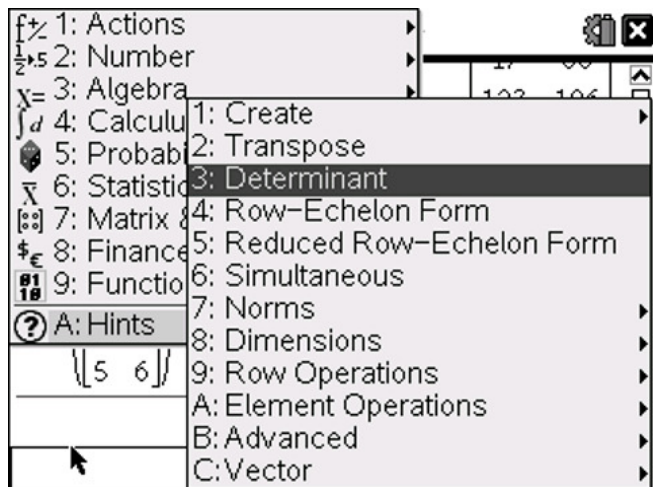 1: Actions
2: Number
3: Algebra
4: Calculu
5: Probabi
6: Statistic
7: Matrix &
8: Finance
9: Functio
A: Hints
1: Create
2: Transpose
3: Determinant
4: Row-Echelon Form
5: Reduced Row-Echelon Form
6: Simultaneous
7: Norms
8: Dimensions
9: Row Operations
A: Element Operations
B: Advanced
C: Vector
5 6